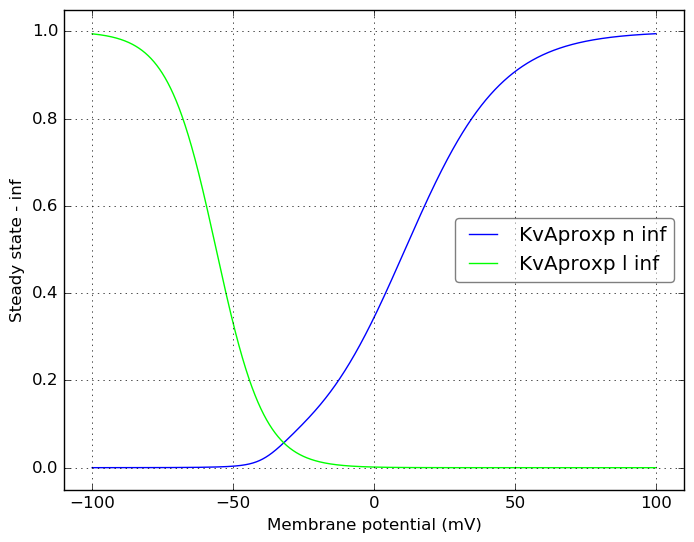 1.0
0.8
0.6
0.4
0.2
0.0
Steady state - inf
KvAproxp n inf
KvAproxp l inf
−100
−50
0
50
100
Membrane potential (mV)